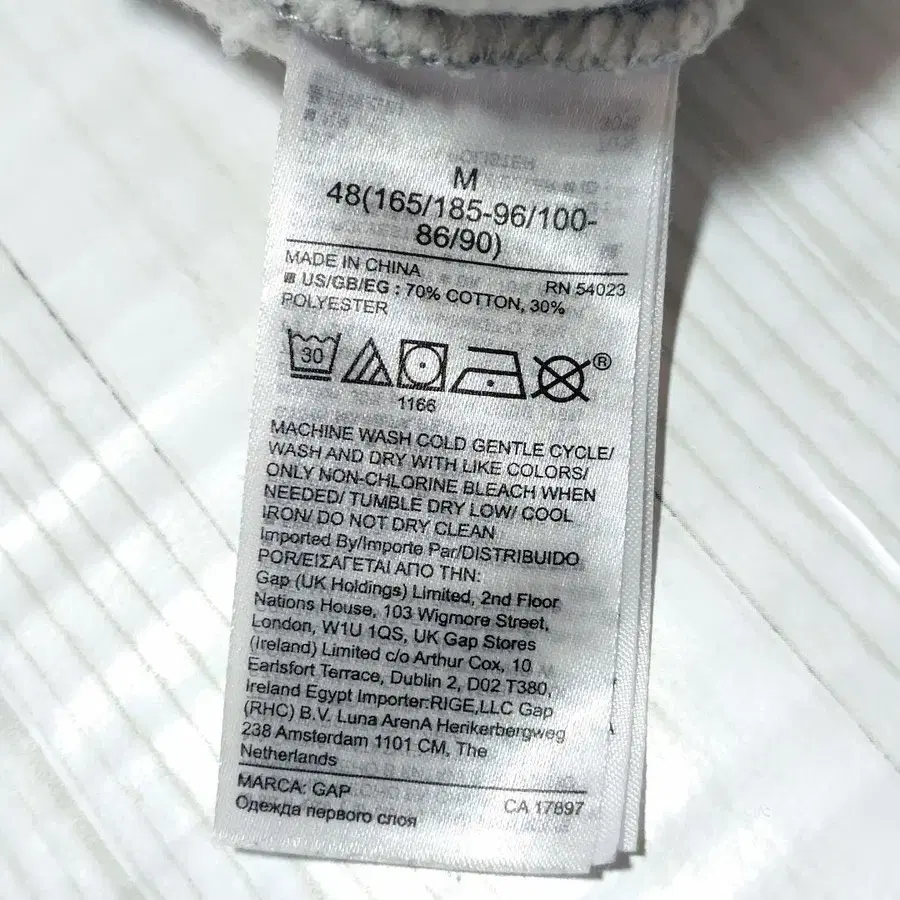 M
48(165/185-96/100-
86/90)
MADE IN CHINA
RN 54023
US/GB/EG : 70% COTTON, 30%
POLYESTER
30
®
1166
MACHINE WASH COLD GENTLE CYCLE/
WASH AND DRY WITH LIKE COLORS/
ONLY NON-CHLORINE BLEACH WHEN
NEEDED/ TUMBLE DRY LOW/ COOL
IRON/ DO NOT DRY CLEAN
Imported By/Importe Par/DISTRIBUIDO
POR/ΕΙΣΑΓΕΤΑΙ ΑΠΟ ΤΗΝ:
Gap (UK Holdings) Limited, 2nd Floor
Nations House, 103 Wigmore Street,
London, W1U 1QS, UK Gap Stores
(Ireland) Limited c/o Arthur Cox, 10
Earlsfort Terrace, Dublin 2, D02 T380,
Ireland Egypt Importer:RIGE,LLC Gap
(RHC) B.V. Luna ArenA Herikerbergweg
238 Amsterdam 1101 CM, The
Netherlands
MARCA: GAP
CA 17897
Одежда первого слоя